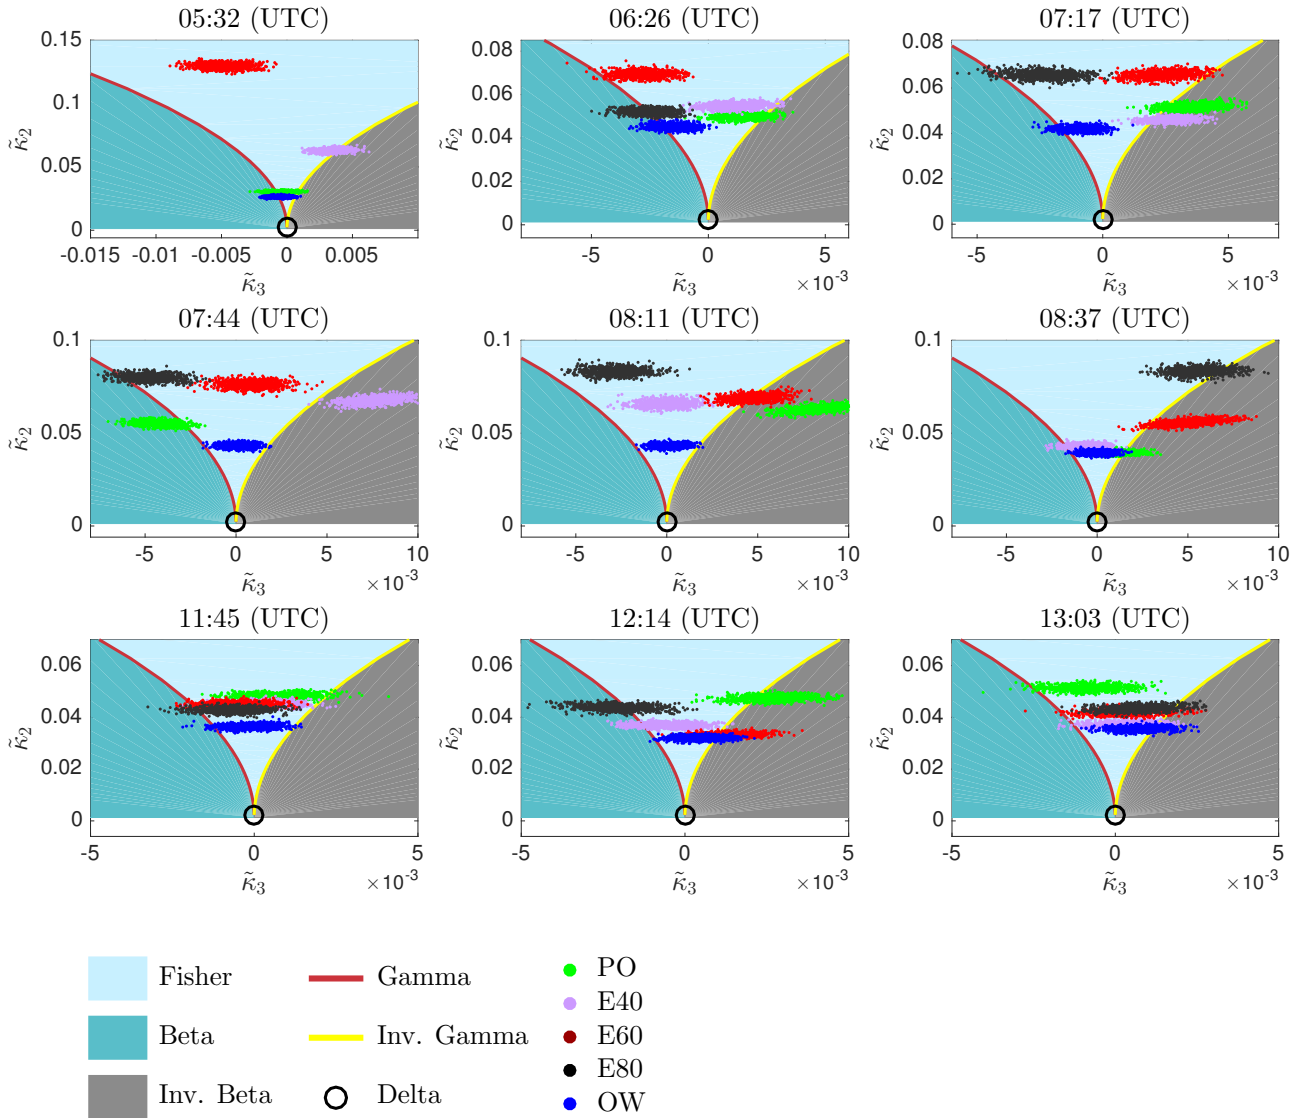 05:32 (UTC)
06:26 (UTC)
07:17 (UTC)
0.15
0.1
0.05
0
κ̃₂
-0.015 -0.01 -0.005 0 0.005
κ̃₃
0.08
0.06
0.04
0.02
0
κ̃₂
-5 0 5
κ̃₃ ×10⁻³
0.08
0.06
0.04
0.02
0
κ̃₂
-5 0 5
κ̃₃ ×10⁻³
07:44 (UTC)
08:11 (UTC)
08:37 (UTC)
0.1
0.05
0
κ̃₂
-5 0 5 10
κ̃₃ ×10⁻³
0.1
0.05
0
κ̃₂
-5 0 5 10
κ̃₃ ×10⁻³
0.1
0.05
0
κ̃₂
-5 0 5 10
κ̃₃ ×10⁻³
11:45 (UTC)
12:14 (UTC)
13:03 (UTC)
0.06
0.04
0.02
0
κ̃₂
-5 0 5
κ̃₃ ×10⁻³
0.06
0.04
0.02
0
κ̃₂
-5 0 5
κ̃₃ ×10⁻³
0.06
0.04
0.02
0
κ̃₂
-5 0 5
κ̃₃ ×10⁻³
Fisher
Beta
Inv. Beta
Gamma
Inv. Gamma
Delta
PO
E40
E60
E80
OW